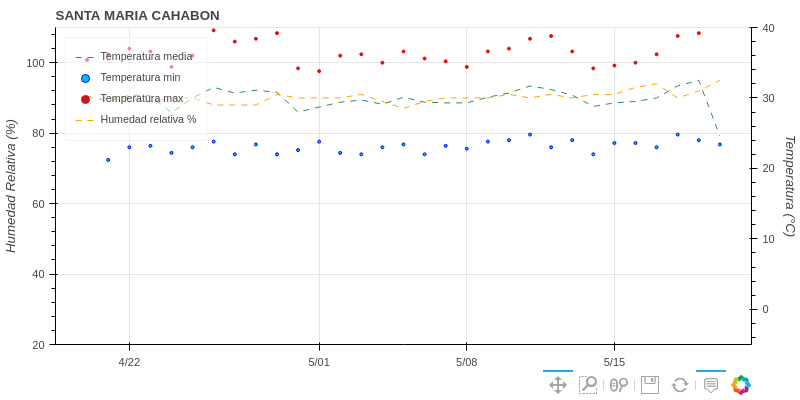 SANTA MARIA CAHABON
Temperatura media
Temperatura min
Temperatura max
Humedad relativa %
Humedad Relativa (%)
100
80
60
40
20
Temperatura (°C)
40
30
20
10
0
4/22
5/01
5/08
5/15